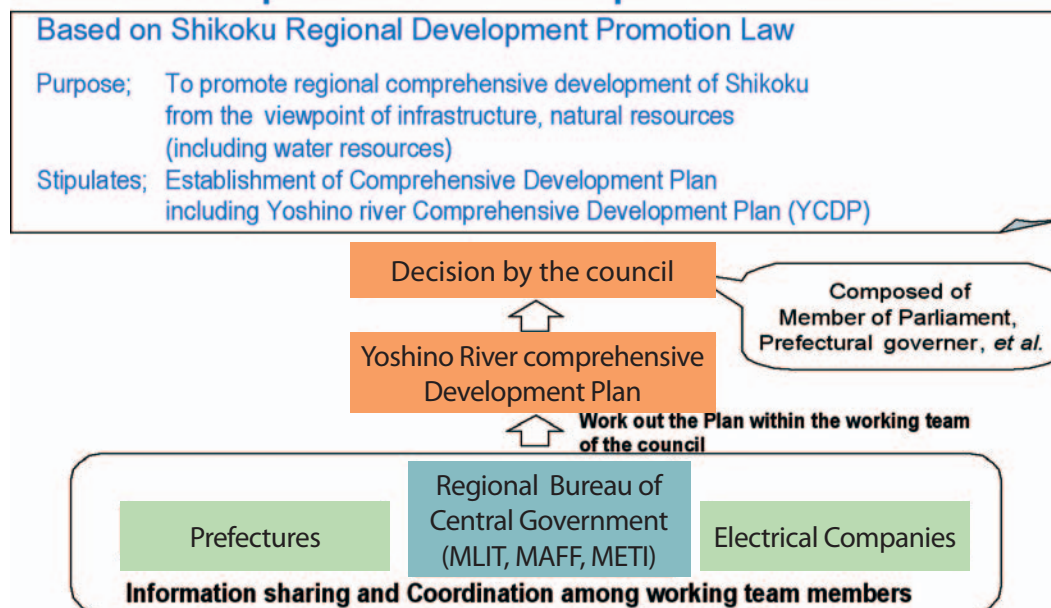 Based on Shikoku Regional Development Promotion Law
Purpose; To promote regional comprehensive development of Shikoku
from the viewpoint of infrastructure, natural resources
(including water resources)
Stipulates; Establishment of Comprehensive Development Plan
including Yoshino river Comprehensive Development Plan (YCDP)
Decision by the council
Composed of
Member of Parliament,
Prefectural governer, et al.
Yoshino River comprehensive
Development Plan
Work out the Plan within the working team
of the council
Prefectures
Regional Bureau of
Central Government
(MLIT, MAFF, METI)
Electrical Companies
Information sharing and Coordination among working team members